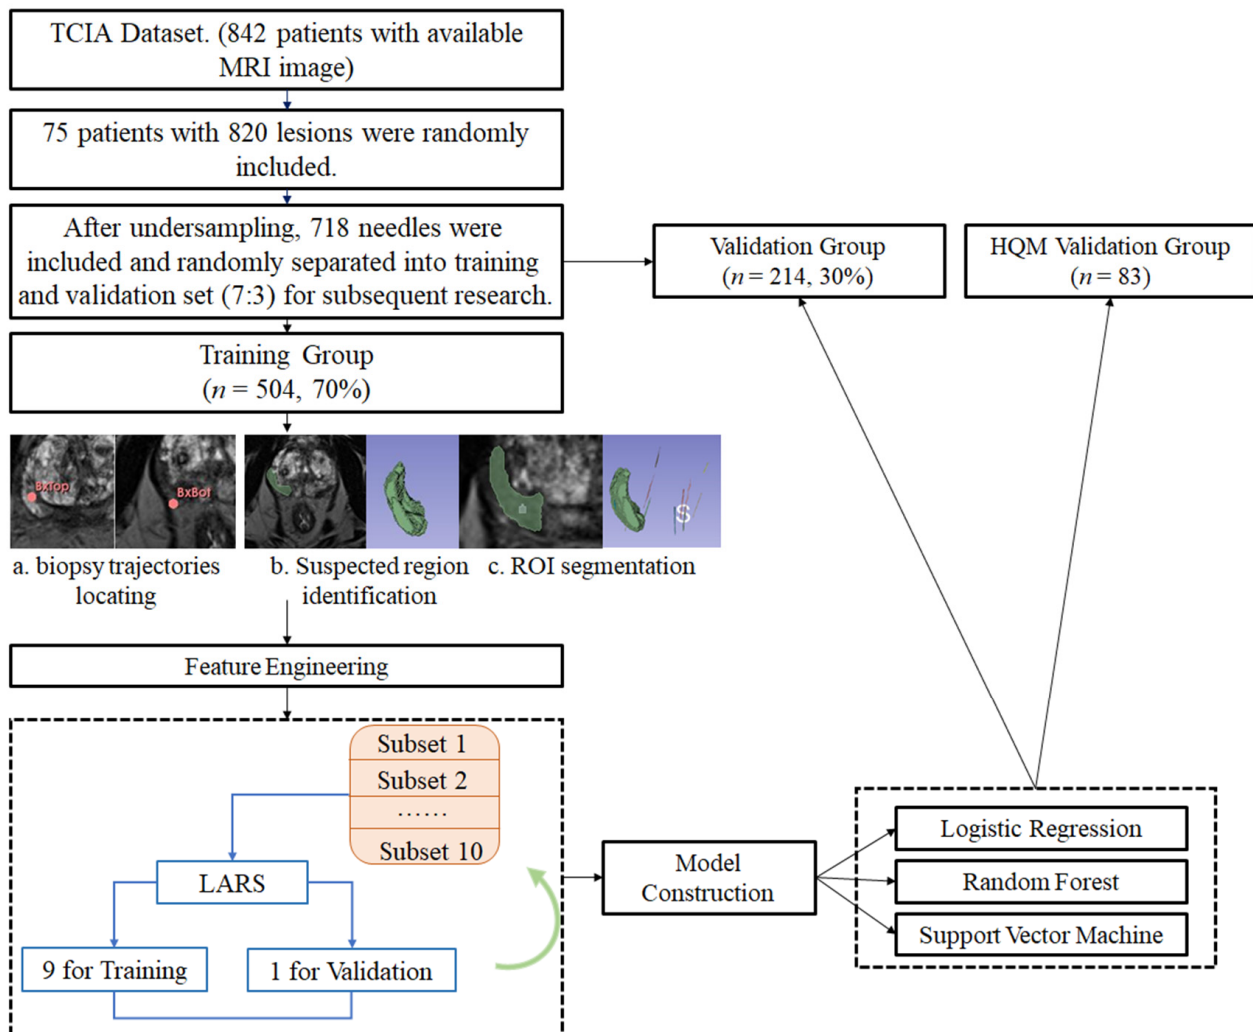 TCIA Dataset. (842 patients with available
MRI image)
75 patients with 820 lesions were randomly
included.
After undersampling, 718 needles were
included and randomly separated into training
and validation set (7:3) for subsequent research.
Validation Group
(n = 214, 30%)
HQM Validation Group
(n = 83)
Training Group
(n = 504, 70%)
BxTop
BxBot
S
a. biopsy trajectories
locating
b. Suspected region
identification
c. ROI segmentation
Feature Engineering
Subset 1
Subset 2
······
Subset 10
LARS
9 for Training
1 for Validation
Model
Construction
Logistic Regression
Random Forest
Support Vector Machine